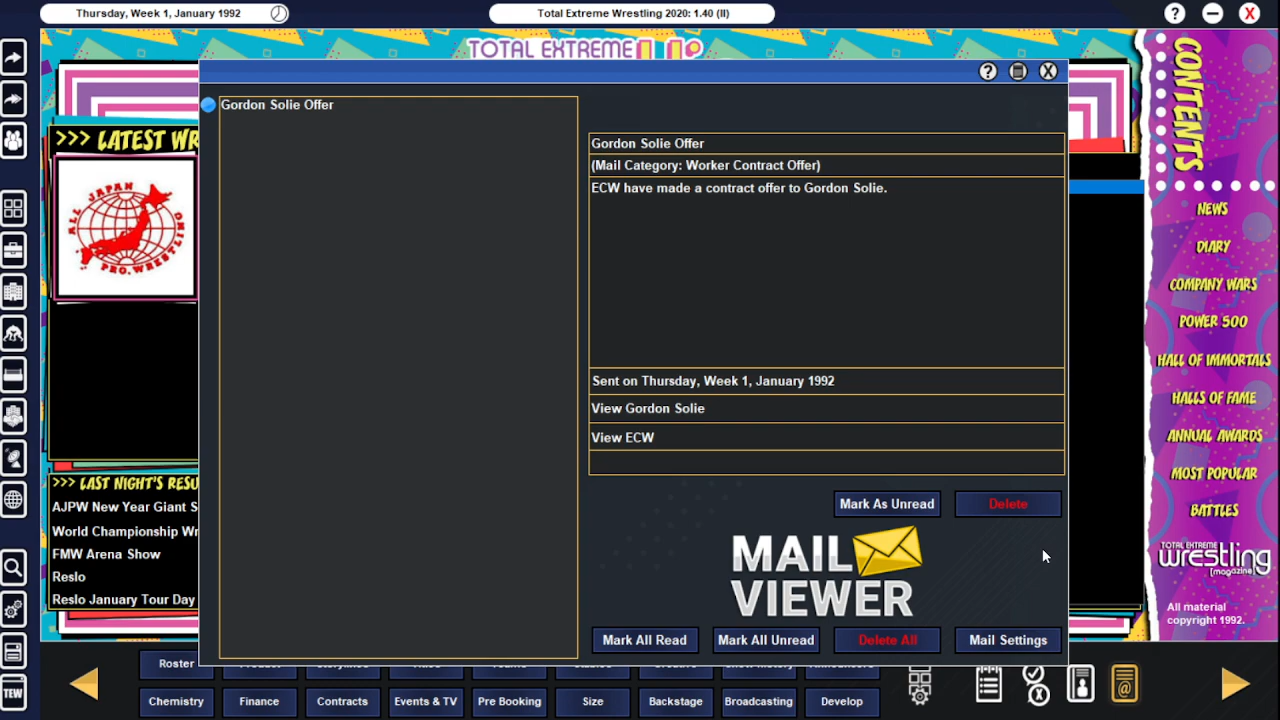 Thursday, Week 1, January 1992
Total Extreme Wrestling 2020: 1.40 (II)
? X
TOTAL EXTREME
CONTENTS
? X
>>> LATEST WR
ALL JAPAN
PRO. WRESTLING
Gordon Solie Offer
Gordon Solie Offer
(Mail Category: Worker Contract Offer)
ECW have made a contract offer to Gordon Solie.
NEWS
DIARY
COMPANY WARS
POWER 500
HALL OF IMMORTALS
HALLS OF FAME
ANNUAL AWARDS
MOST POPULAR
BATTLES
Sent on Thursday, Week 1, January 1992
View Gordon Solie
View ECW
>>> LAST NIGHT'S RESU
AJPW New Year Giant S
World Championship Wr
FMW Arena Show
Reslo
Reslo January Tour Day
Mark As Unread
Delete
MAIL
VIEWER
Mark All Read
Mark All Unread
Delete All
Mail Settings
TOTAL EXTREME
wrestling
[magazine]
All material
copyright 1992.
Roster
Chemistry
Finance
Contracts
Events & TV
Pre Booking
Size
Backstage
Broadcasting
Develop
TEW